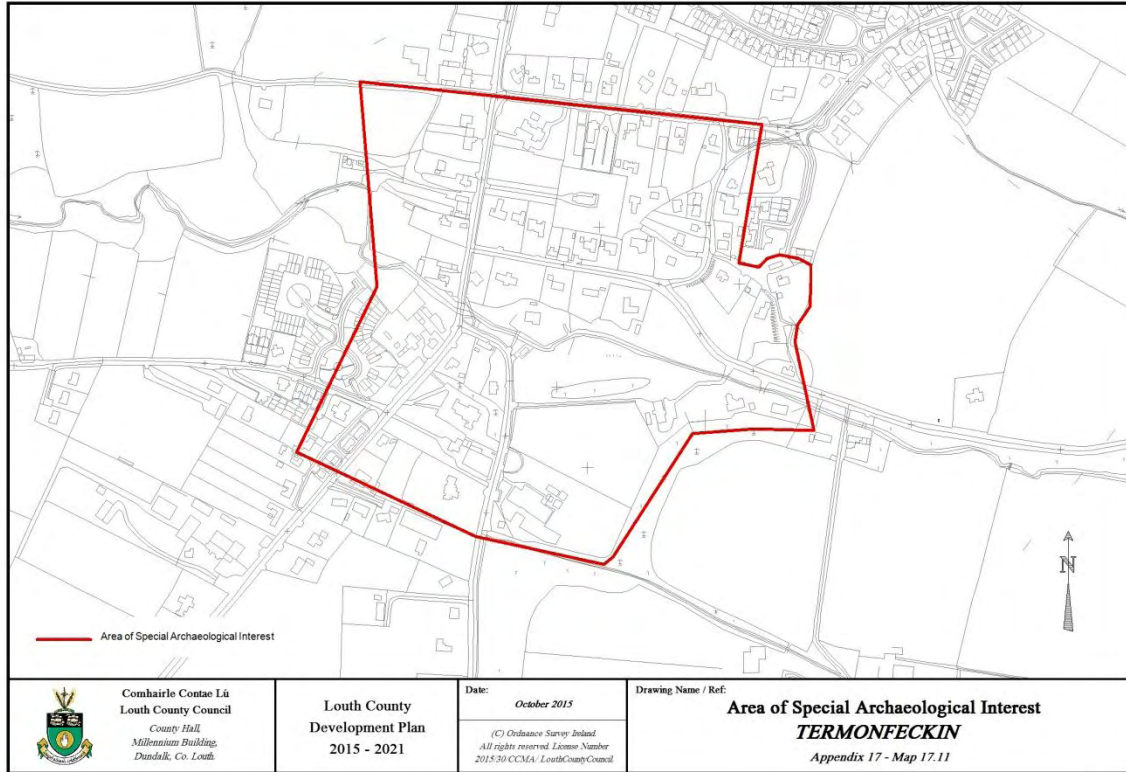 N
Area of Special Archaeological Interest
Comhairle Contae Lú
Louth County Council
County Hall,
Millennium Building,
Dundalk, Co. Louth.
Louth County
Development Plan
2015 - 2021
Date:
October 2015
(C) Ordnance Survey Ireland.
All rights reserved. License Number
2015/30/CCMA/ LouthCountyCouncil
Drawing Name / Ref:
Area of Special Archaeological Interest
TERMONFECKIN
Appendix 17 - Map 17.11